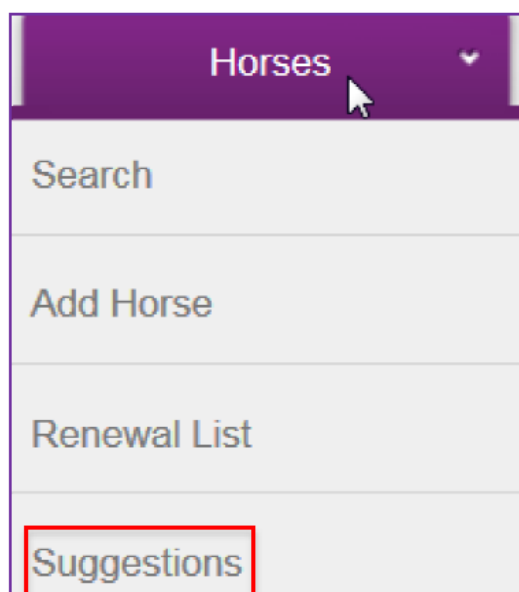 Horses
Search
Add Horse
Renewal List
Suggestions